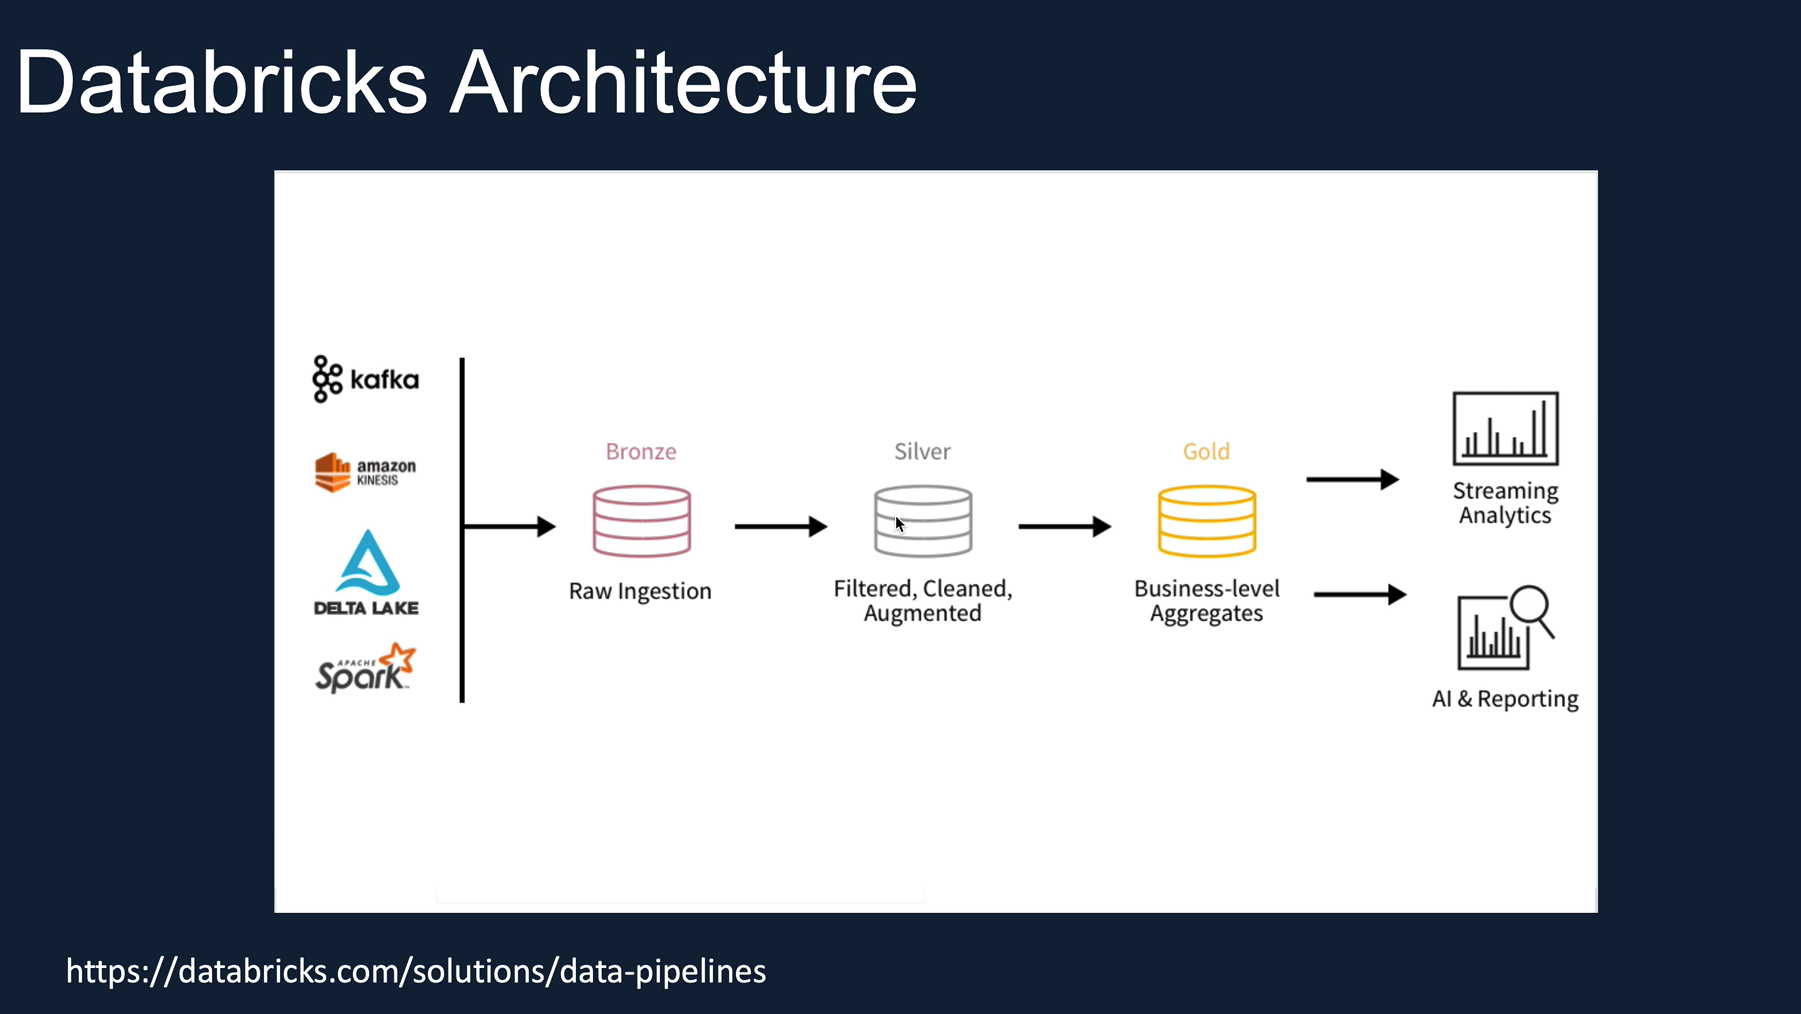 Databricks Architecture
kafka
amazon
KINESIS
DELTA LAKE
APACHE
Spark™
Bronze
Raw Ingestion
Silver
Filtered, Cleaned,
Augmented
Gold
Business-level
Aggregates
Streaming
Analytics
AI & Reporting
https://databricks.com/solutions/data-pipelines